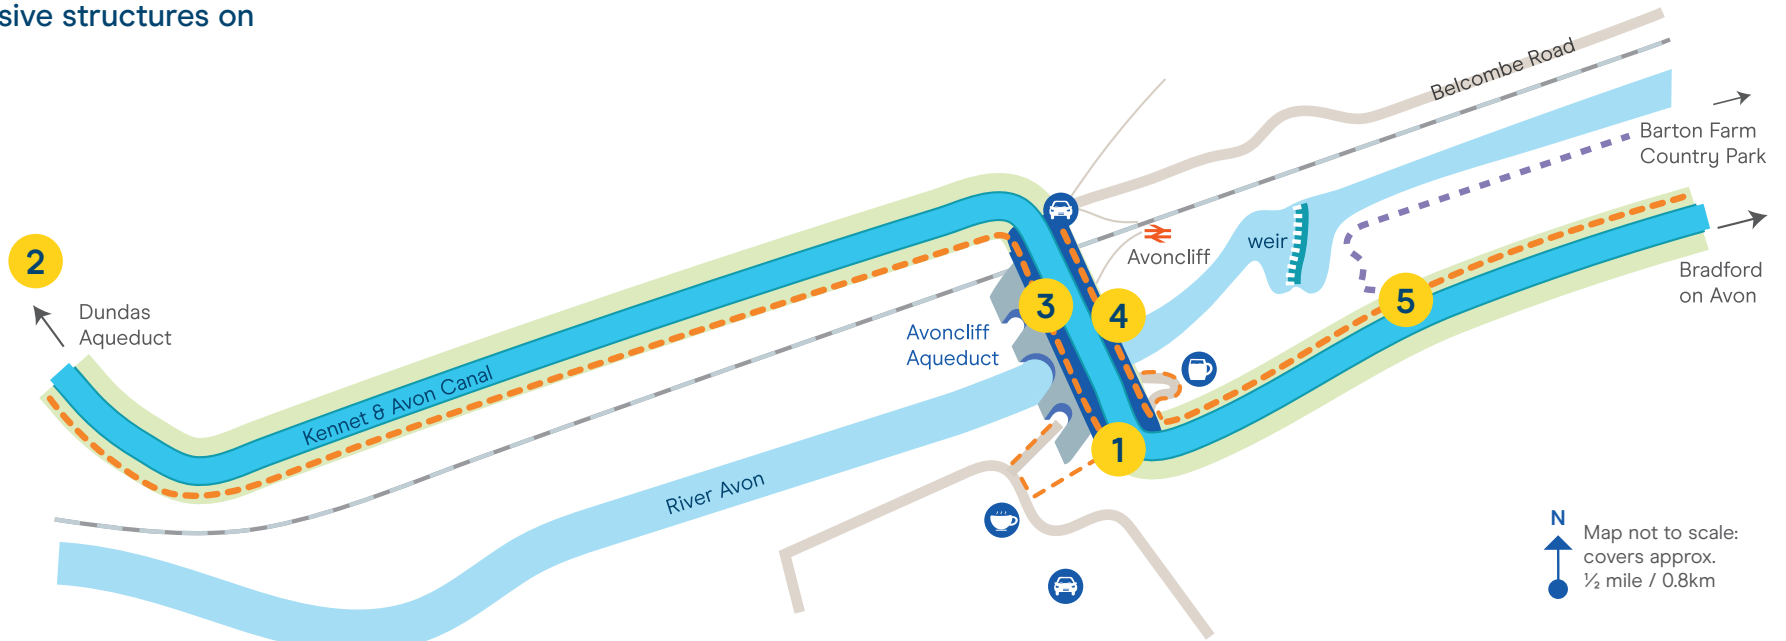 sive structures on
Belcombe Road
Barton Farm
Country Park
2
weir
Avoncliff
Bradford
on Avon
5
3
4
Dundas
Aqueduct
Avoncliff
Aqueduct
Kennet & Avon Canal
1
River Avon
N
Map not to scale:
covers approx.
½ mile / 0.8km